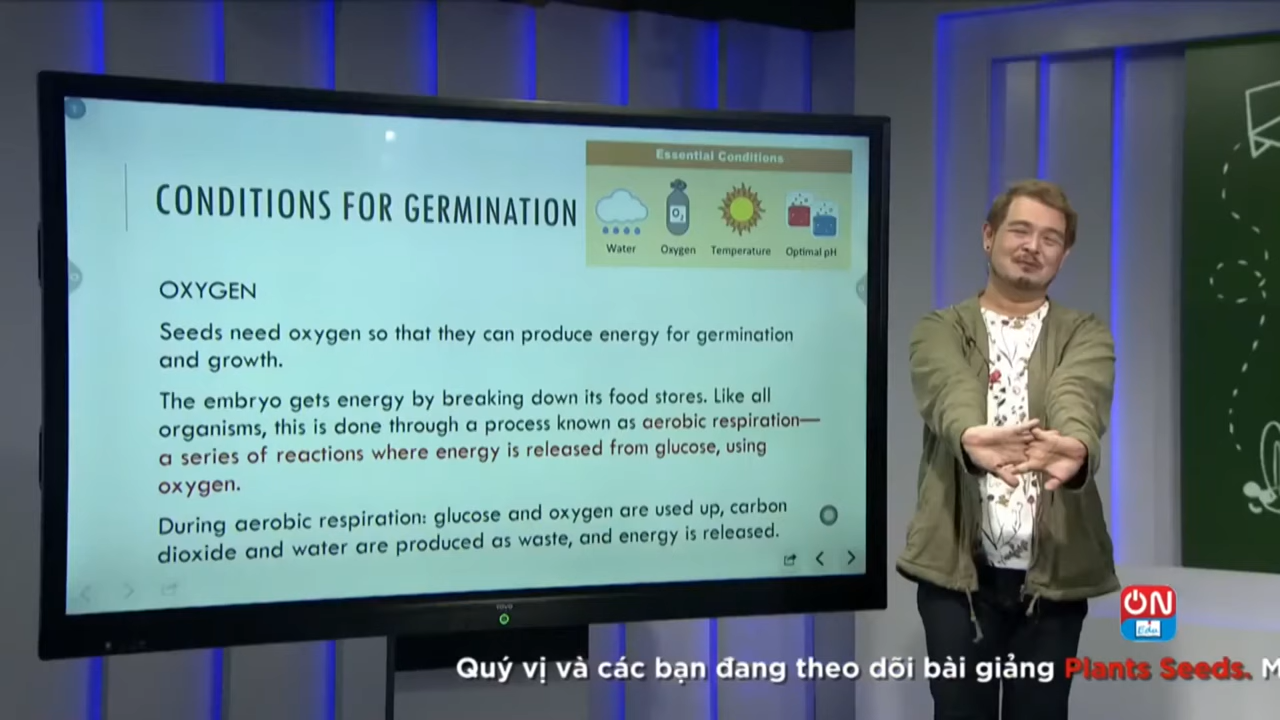 Essential Conditions
CONDITIONS FOR GERMINATION
O₂
Water
Oxygen
Temperature
Optimal pH
OXYGEN
Seeds need oxygen so that they can produce energy for germination
and growth.
The embryo gets energy by breaking down its food stores. Like all
organisms, this is done through a process known as aerobic respiration—
a series of reactions where energy is released from glucose, using
oxygen.
During aerobic respiration: glucose and oxygen are used up, carbon
dioxide and water are produced as waste, and energy is released.
ON
Edu
Quý vị và các bạn đang theo dõi bài giảng Plants Seeds. M